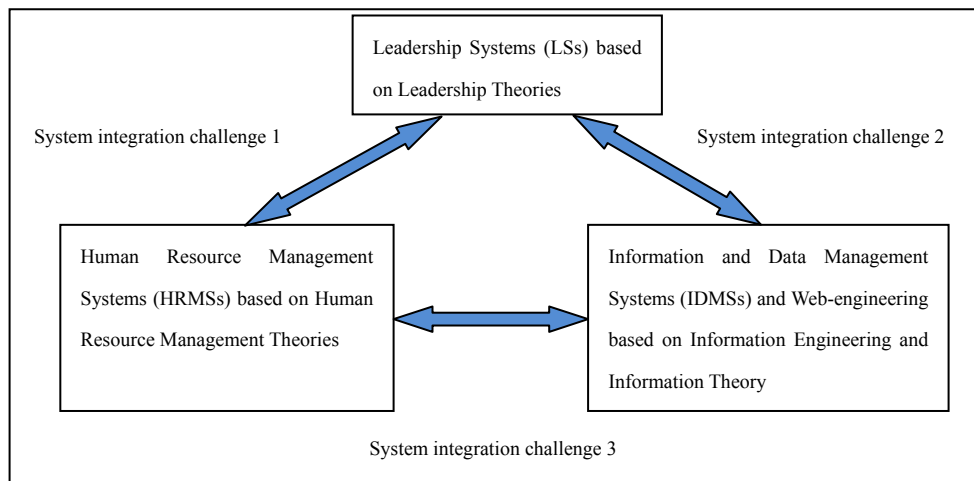 Leadership Systems (LSs) based
on Leadership Theories
System integration challenge 1
System integration challenge 2
Human Resource Management
Systems (HRMSs) based on Human
Resource Management Theories
Information and Data Management
Systems (IDMSs) and Web-engineering
based on Information Engineering and
Information Theory
System integration challenge 3